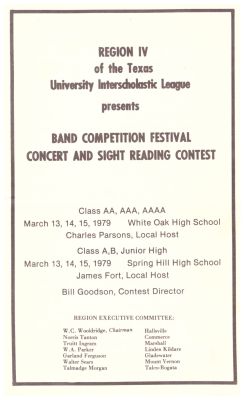 REGION IV
of the Texas
University Interscholastic League
presents
BAND COMPETITION FESTIVAL
CONCERT AND SIGHT READING CONTEST
Class AA, AAA, AAAA
March 13, 14, 15, 1979 White Oak High School
Charles Parsons, Local Host
Class A,B, Junior High
March 13, 14, 15, 1979 Spring Hill High School
James Fort, Local Host
Bill Goodson, Contest Director
REGION EXECUTIVE COMMITTEE:
W.C. Wooldridge, Chairman Hallsville
Norris Tanton Commerce
Truitt Ingram Marshall
W.A. Parker Linden Kildare
Garland Ferguson Gladewater
Walter Sears Mount Vernon
Talmadge Morgan Talco-Bogata